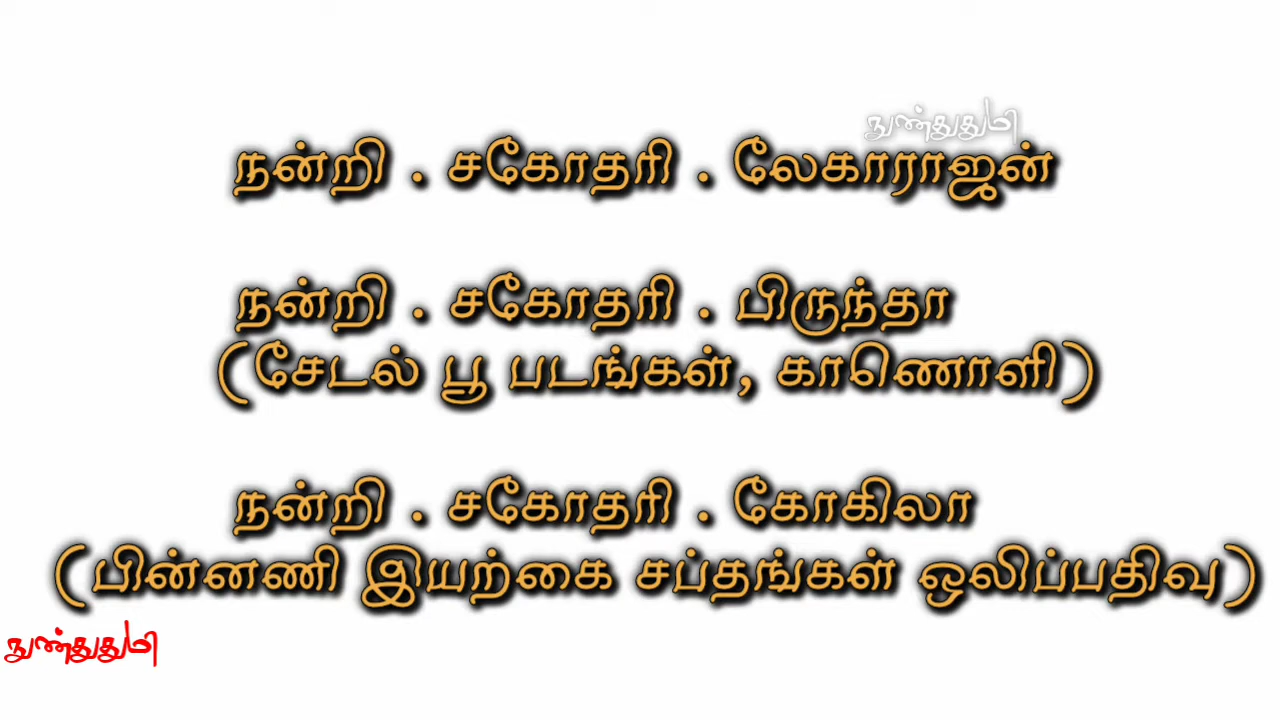 நுண்துதுமி
நன்றி . சகோதரி . லேகாராஜன்
நன்றி . சகோதரி . பிருந்தா
(சேடல் பூ படங்கள், காணொளி)
நன்றி . சகோதரி . கோகிலா
(பின்னணி இயற்கை சப்தங்கள் ஒலிப்பதிவு)
நுண்துதுமி